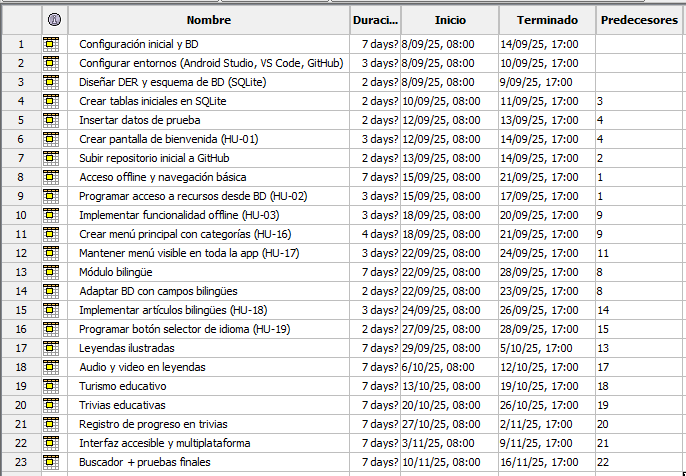 Nombre Duraci... Inicio Terminado Predecesores
1 Configuración inicial y BD 7 days? 8/09/25, 08:00 14/09/25, 17:00
2 Configurar entornos (Android Studio, VS Code, GitHub) 3 days? 8/09/25, 08:00 10/09/25, 17:00
3 Diseñar DER y esquema de BD (SQLite) 2 days? 8/09/25, 08:00 9/09/25, 17:00
4 Crear tablas iniciales en SQLite 2 days? 10/09/25, 08:00 11/09/25, 17:00 3
5 Insertar datos de prueba 2 days? 12/09/25, 08:00 13/09/25, 17:00 4
6 Crear pantalla de bienvenida (HU-01) 3 days? 12/09/25, 08:00 14/09/25, 17:00 4
7 Subir repositorio inicial a GitHub 2 days? 13/09/25, 08:00 14/09/25, 17:00 2
8 Acceso offline y navegación básica 7 days? 15/09/25, 08:00 21/09/25, 17:00 1
9 Programar acceso a recursos desde BD (HU-02) 3 days? 15/09/25, 08:00 17/09/25, 17:00 1
10 Implementar funcionalidad offline (HU-03) 3 days? 18/09/25, 08:00 20/09/25, 17:00 9
11 Crear menú principal con categorías (HU-16) 4 days? 18/09/25, 08:00 21/09/25, 17:00 9
12 Mantener menú visible en toda la app (HU-17) 3 days? 22/09/25, 08:00 24/09/25, 17:00 11
13 Módulo bilingüe 7 days? 22/09/25, 08:00 28/09/25, 17:00 8
14 Adaptar BD con campos bilingües 2 days? 22/09/25, 08:00 23/09/25, 17:00 8
15 Implementar artículos bilingües (HU-18) 3 days? 24/09/25, 08:00 26/09/25, 17:00 14
16 Programar botón selector de idioma (HU-19) 2 days? 27/09/25, 08:00 28/09/25, 17:00 15
17 Leyendas ilustradas 7 days? 29/09/25, 08:00 5/10/25, 17:00 13
18 Audio y video en leyendas 7 days? 6/10/25, 08:00 12/10/25, 17:00 17
19 Turismo educativo 7 days? 13/10/25, 08:00 19/10/25, 17:00 18
20 Trivias educativas 7 days? 20/10/25, 08:00 26/10/25, 17:00 19
21 Registro de progreso en trivias 7 days? 27/10/25, 08:00 2/11/25, 17:00 20
22 Interfaz accesible y multiplataforma 7 days? 3/11/25, 08:00 9/11/25, 17:00 21
23 Buscador + pruebas finales 7 days? 10/11/25, 08:00 16/11/25, 17:00 22